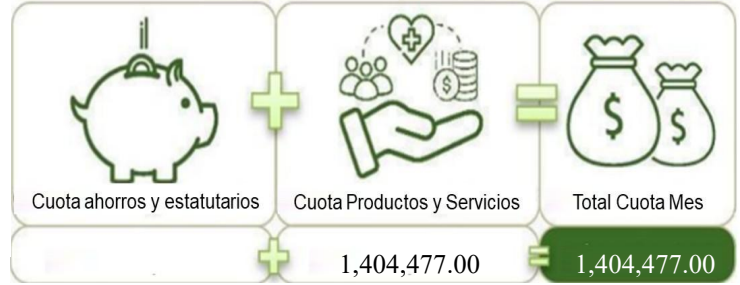 Cuota ahorros y estatutarios + Cuota Productos y Servicios = Total Cuota Mes
+ 1,404,477.00 = 1,404,477.00